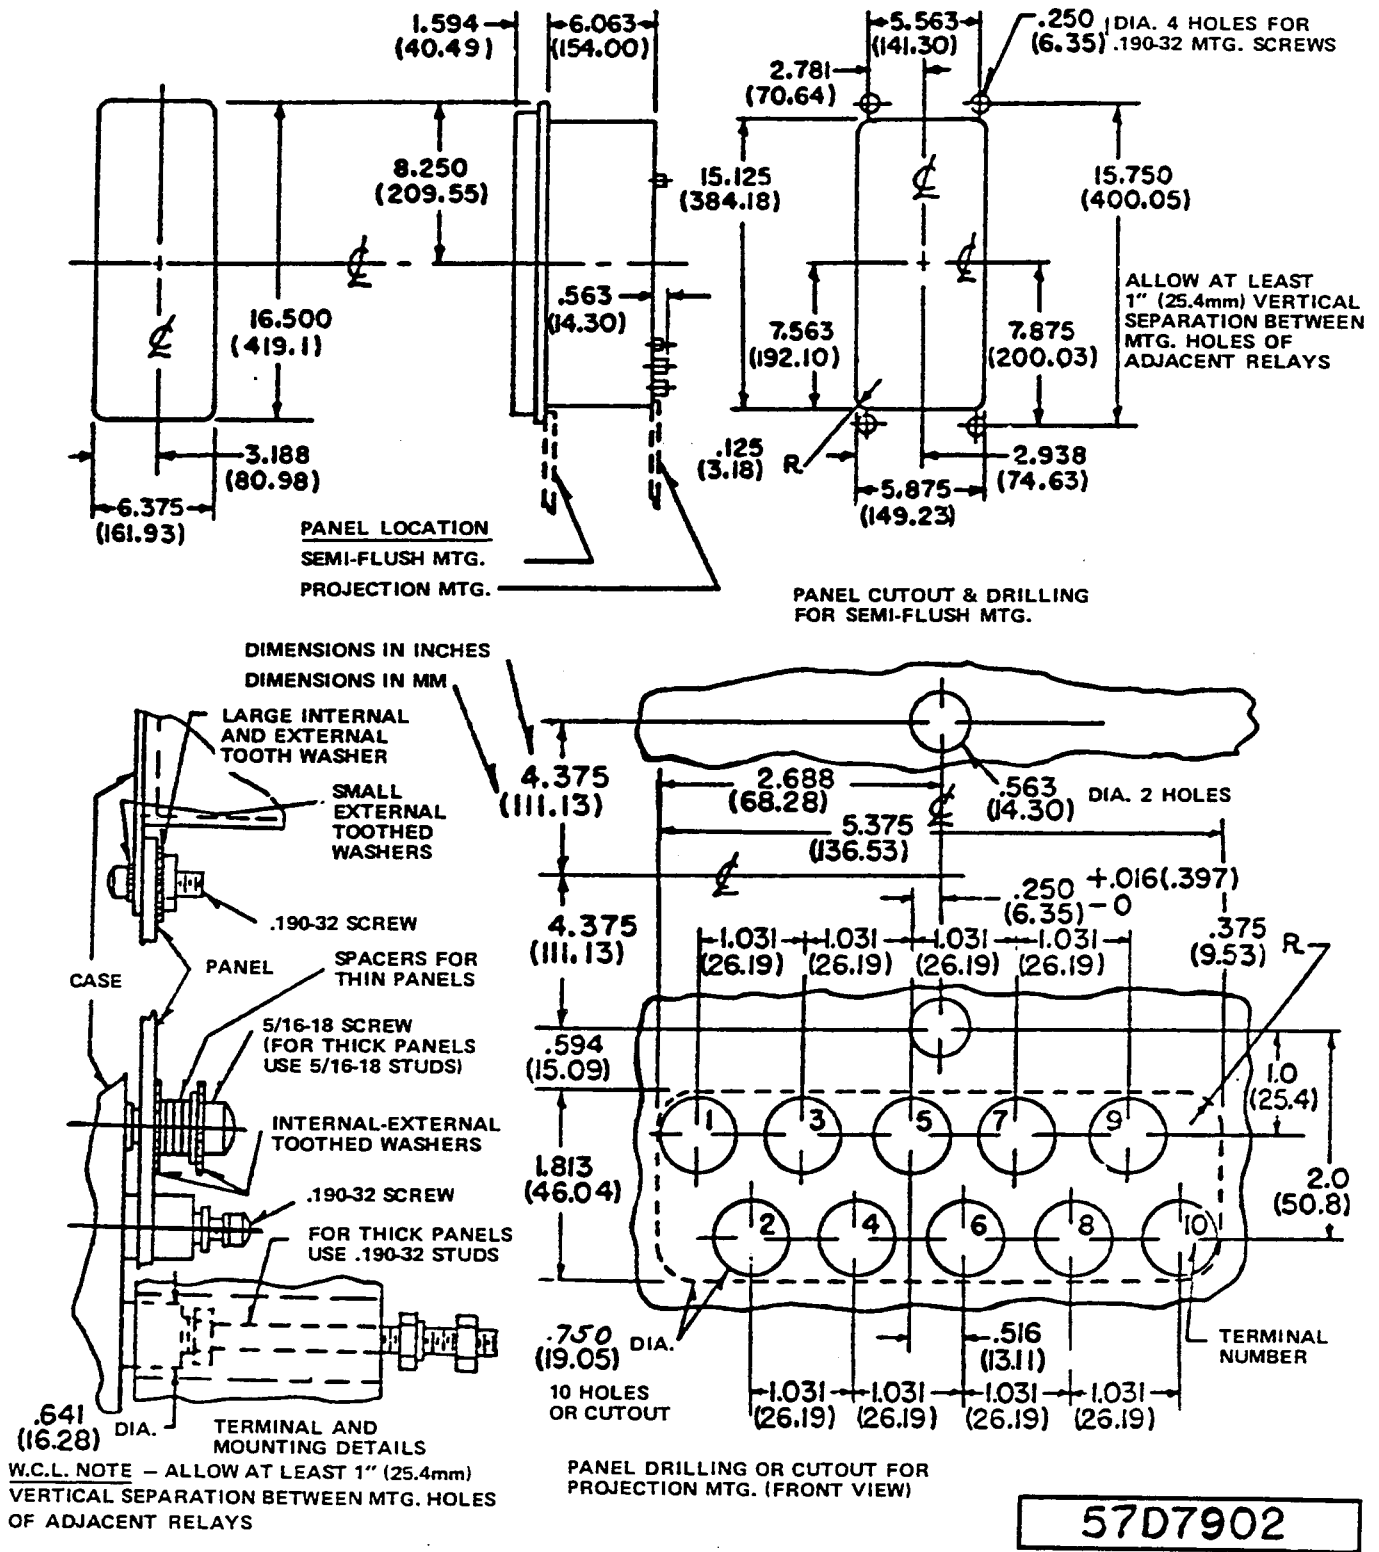 1.594
(40.49)
6.063
(154.00)
5.563
(141.30)
.250
(6.35)
DIA. 4 HOLES FOR
.190-32 MTG. SCREWS
2.781
(70.64)
8.250
(209.55)
15.125
(384.18)
℄
15.750
(400.05)
℄
℄
16.500
(419.1)
℄
.563
(14.30)
7.563
(192.10)
7.875
(200.03)
ALLOW AT LEAST
1" (25.4mm) VERTICAL
SEPARATION BETWEEN
MTG. HOLES OF
ADJACENT RELAYS
3.188
(80.98)
6.375
(161.93)
.125
(3.18) R
2.938
(74.63)
5.875
(149.23)
PANEL LOCATION
SEMI-FLUSH MTG.
PROJECTION MTG.
PANEL CUTOUT & DRILLING
FOR SEMI-FLUSH MTG.
DIMENSIONS IN INCHES
DIMENSIONS IN MM
LARGE INTERNAL
AND EXTERNAL
TOOTH WASHER
SMALL
EXTERNAL
TOOTHED
WASHERS
.190-32 SCREW
CASE
PANEL
SPACERS FOR
THIN PANELS
5/16-18 SCREW
(FOR THICK PANELS
USE 5/16-18 STUDS)
INTERNAL-EXTERNAL
TOOTHED WASHERS
.190-32 SCREW
FOR THICK PANELS
USE .190-32 STUDS
.641
(16.28) DIA.
TERMINAL AND
MOUNTING DETAILS
W.C.L. NOTE – ALLOW AT LEAST 1" (25.4mm)
VERTICAL SEPARATION BETWEEN MTG. HOLES
OF ADJACENT RELAYS
4.375
(111.13)
2.688
(68.28)
℄
.563
(14.30)
DIA. 2 HOLES
5.375
(136.53)
℄
.250
(6.35)
+.016(.397)
-0
4.375
(111.13)
1.031
(26.19)
1.031
(26.19)
1.031
(26.19)
1.031
(26.19)
.375
(9.53) R
.594
(15.09)
1.0
(25.4)
1 3 5 7 9
1.813
(46.04)
2.0
(50.8)
2 4 6 8 10
.750
(19.05) DIA.
10 HOLES
OR CUTOUT
.516
(13.11)
TERMINAL
NUMBER
1.031
(26.19)
1.031
(26.19)
1.031
(26.19)
1.031
(26.19)
PANEL DRILLING OR CUTOUT FOR
PROJECTION MTG. (FRONT VIEW)
57D7902